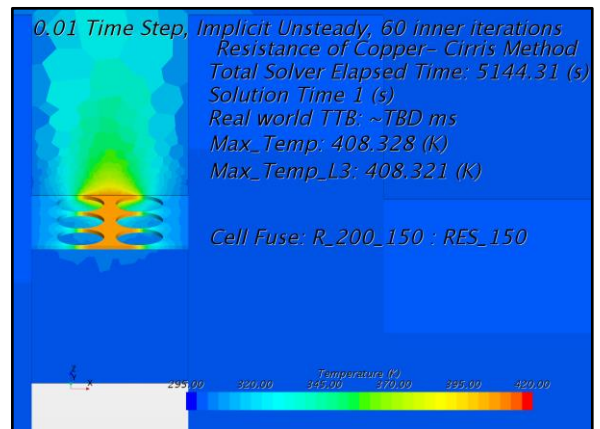 0.01 Time Step, Implicit Unsteady, 60 inner iterations
Resistance of Copper- Cirris Method
Total Solver Elapsed Time: 5144.31 (s)
Solution Time 1 (s)
Real world TTB: ~TBD ms
Max_Temp: 408.328 (K)
Max_Temp_L3: 408.321 (K)
Cell Fuse: R_200_150 : RES_150
Z
X
Temperature (K)
295.00 320.00 345.00 370.00 395.00 420.00